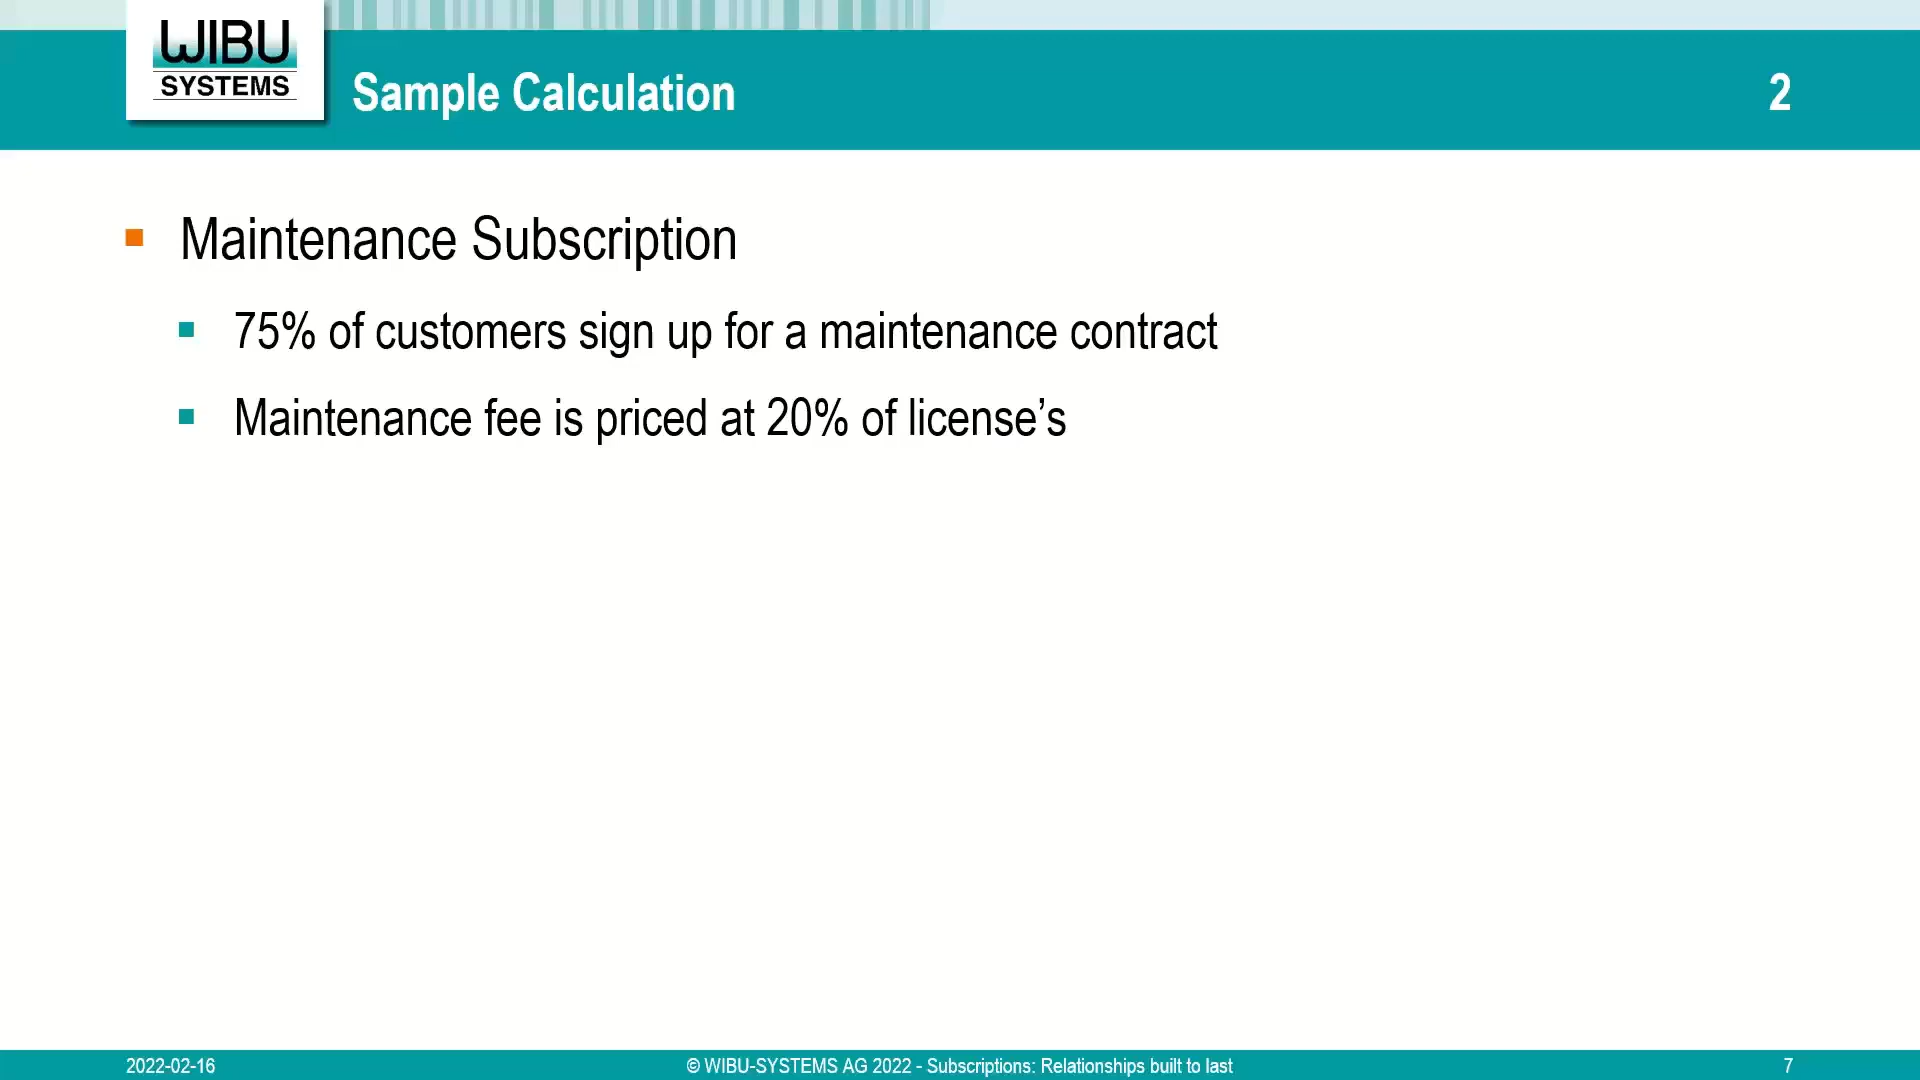 WIBU
SYSTEMS
Sample Calculation
2
Maintenance Subscription
75% of customers sign up for a maintenance contract
Maintenance fee is priced at 20% of license’s
2022-02-16
© WIBU-SYSTEMS AG 2022 - Subscriptions: Relationships built to last
7